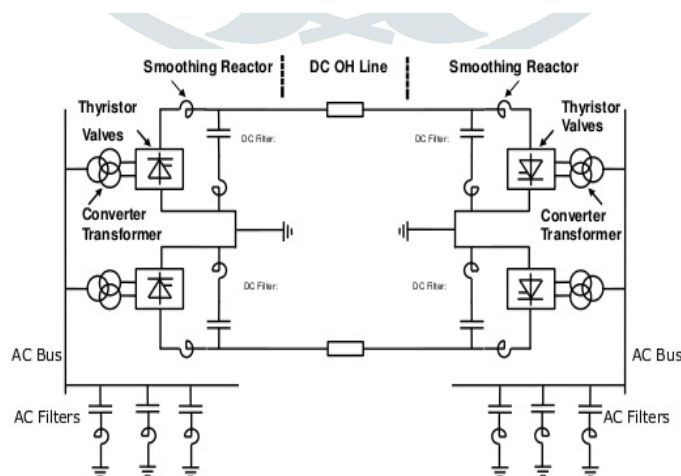 Smoothing Reactor
DC OH Line
Smoothing Reactor
Thyristor
Valves
Thyristor
Valves
DC Filter:
DC Filter:
Converter
Transformer
Converter
Transformer
DC Filter:
DC Filter:
AC Bus
AC Bus
AC Filters
AC Filters